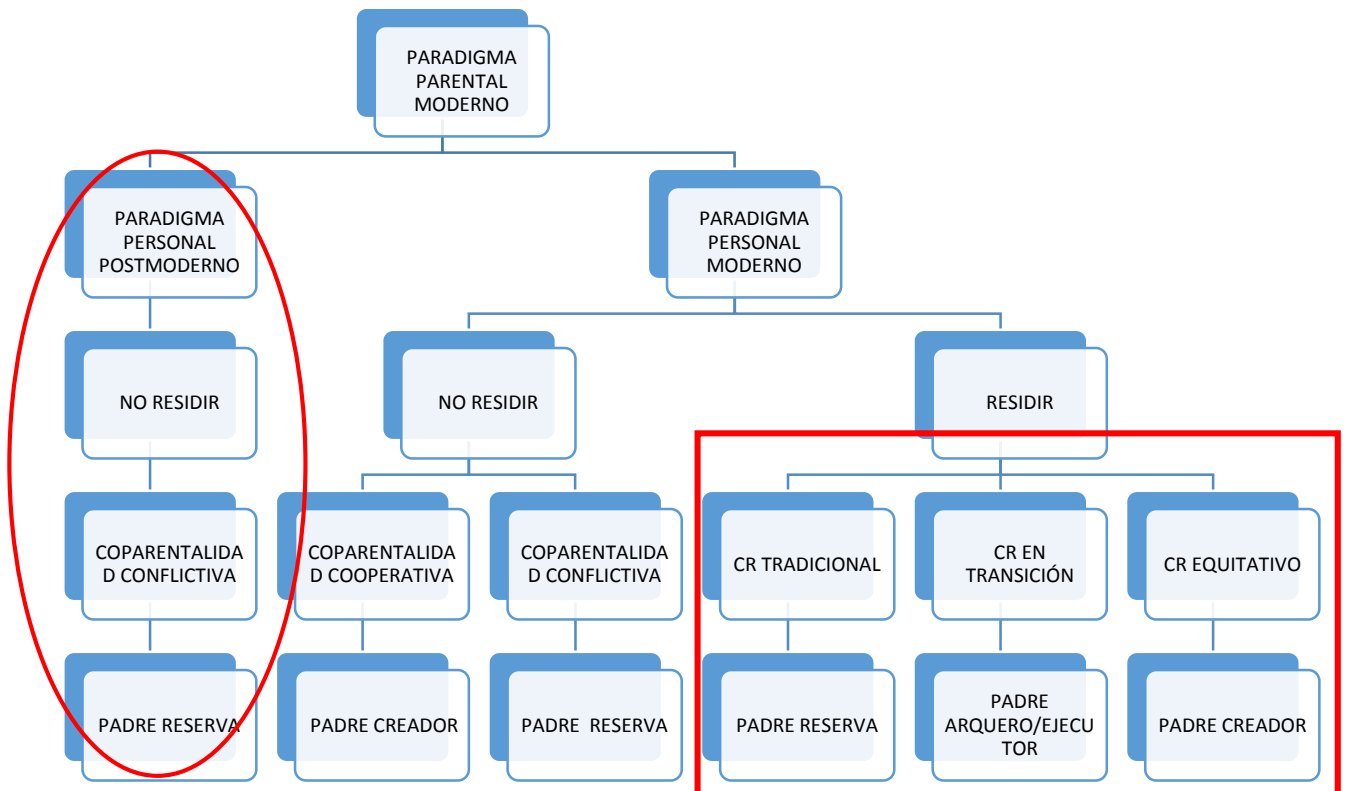 PARADIGMA
PARENTAL
MODERNO
PARADIGMA
PERSONAL
POSTMODERNO
PARADIGMA
PERSONAL
MODERNO
NO RESIDIR
NO RESIDIR
RESIDIR
COPARENTALIDA
D CONFLICTIVA
COPARENTALIDA
D COOPERATIVA
COPARENTALIDA
D CONFLICTIVA
CR TRADICIONAL
CR EN
TRANSICIÓN
CR EQUITATIVO
PADRE RESERVA
PADRE CREADOR
PADRE RESERVA
PADRE RESERVA
PADRE
ARQUERO/EJECU
TOR
PADRE CREADOR